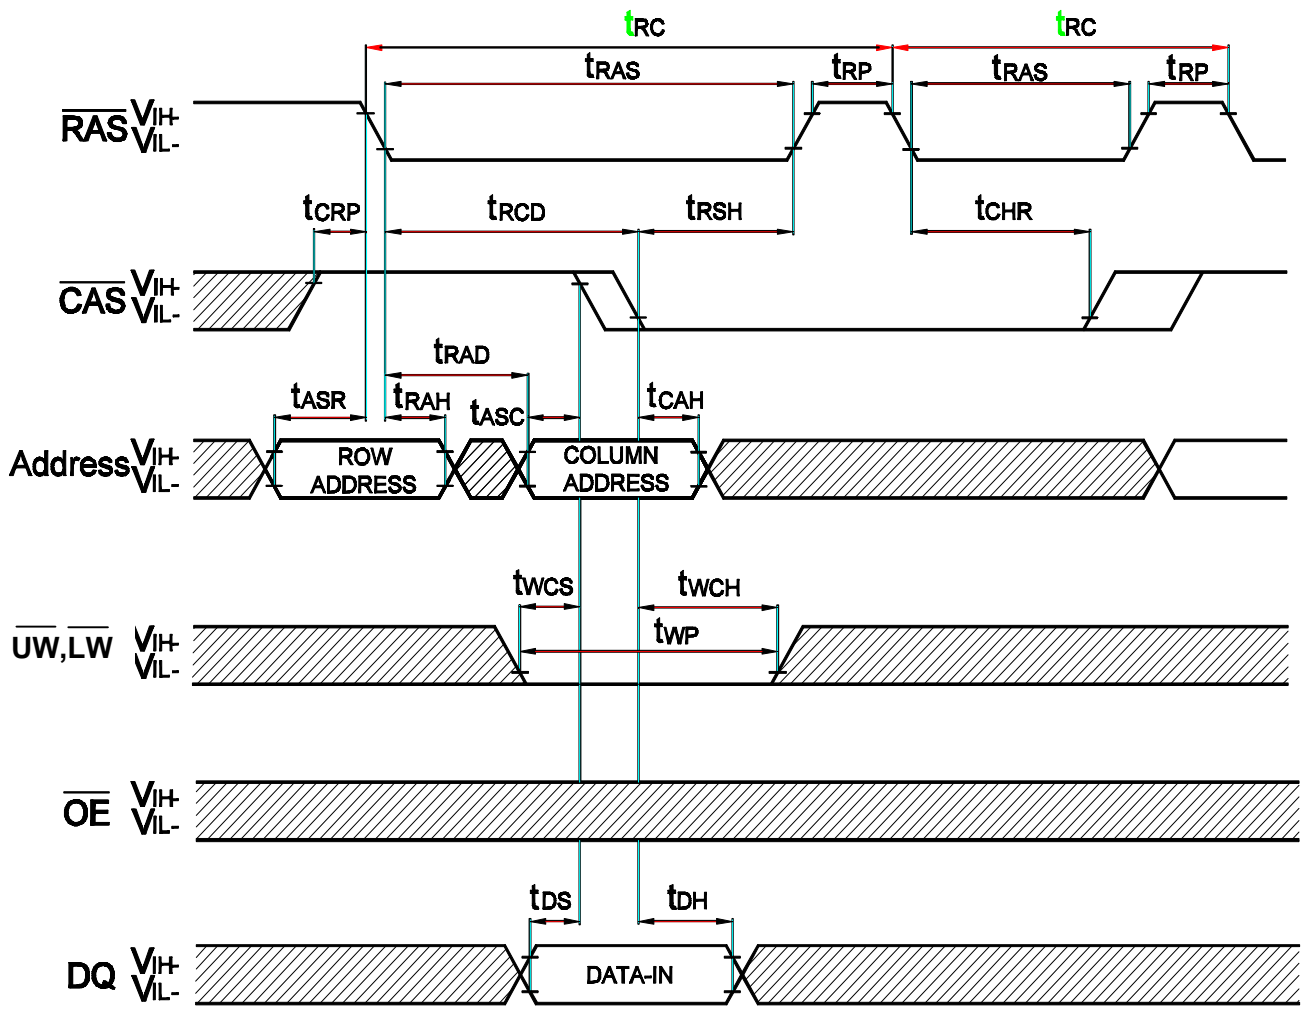 tRC tRC
tRAS tRP tRAS tRP
RAS VIH-
VIL-
tCRP tRCD tRSH tCHR
CAS VIH-
VIL-
tRAD
tASR tRAH tASC tCAH
Address VIH-
VIL-
ROW
ADDRESS
COLUMN
ADDRESS
tWCS tWCH
tWP
UW,LW VIH-
VIL-
OE VIH-
VIL-
tDS tDH
DQ VIH-
VIL-
DATA-IN